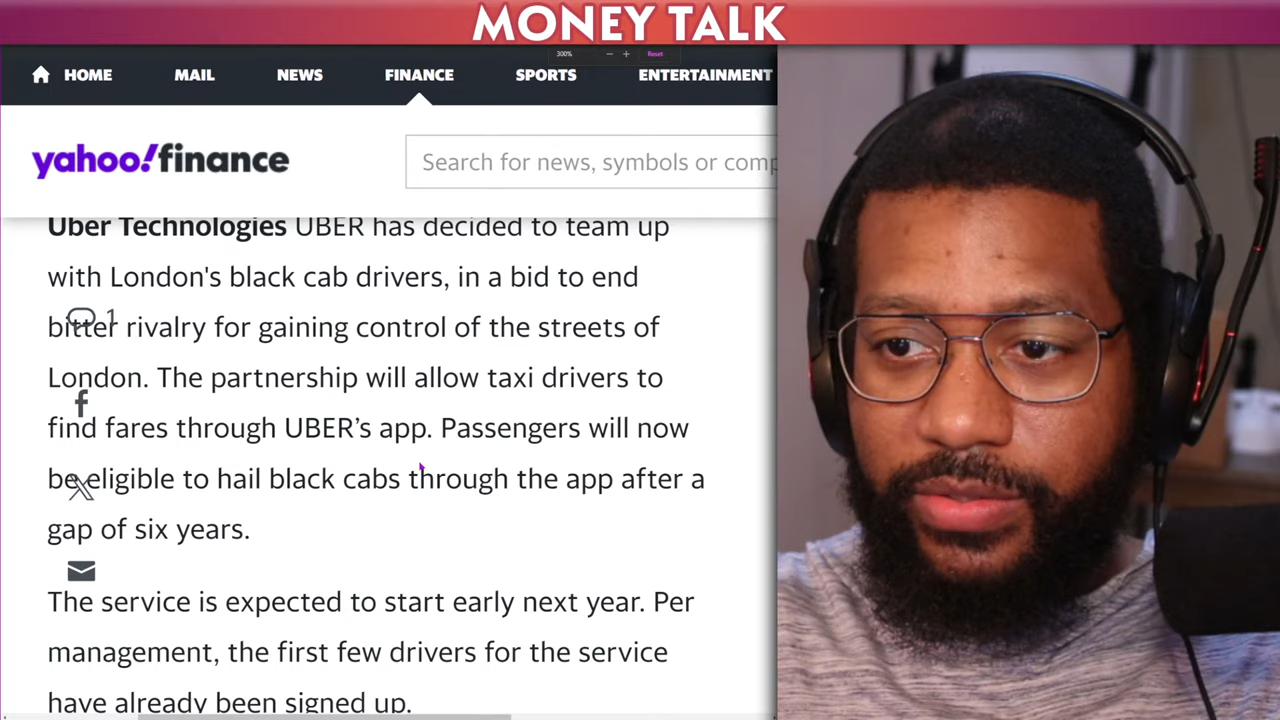 MONEY TALK
300%
Reset
HOME MAIL NEWS FINANCE SPORTS ENTERTAINMENT
yahoo!finance
Search for news, symbols or comp
Uber Technologies UBER has decided to team up
with London's black cab drivers, in a bid to end
bitter rivalry for gaining control of the streets of
London. The partnership will allow taxi drivers to
find fares through UBER’s app. Passengers will now
be eligible to hail black cabs through the app after a
gap of six years.
1
The service is expected to start early next year. Per
management, the first few drivers for the service
have already been signed up.